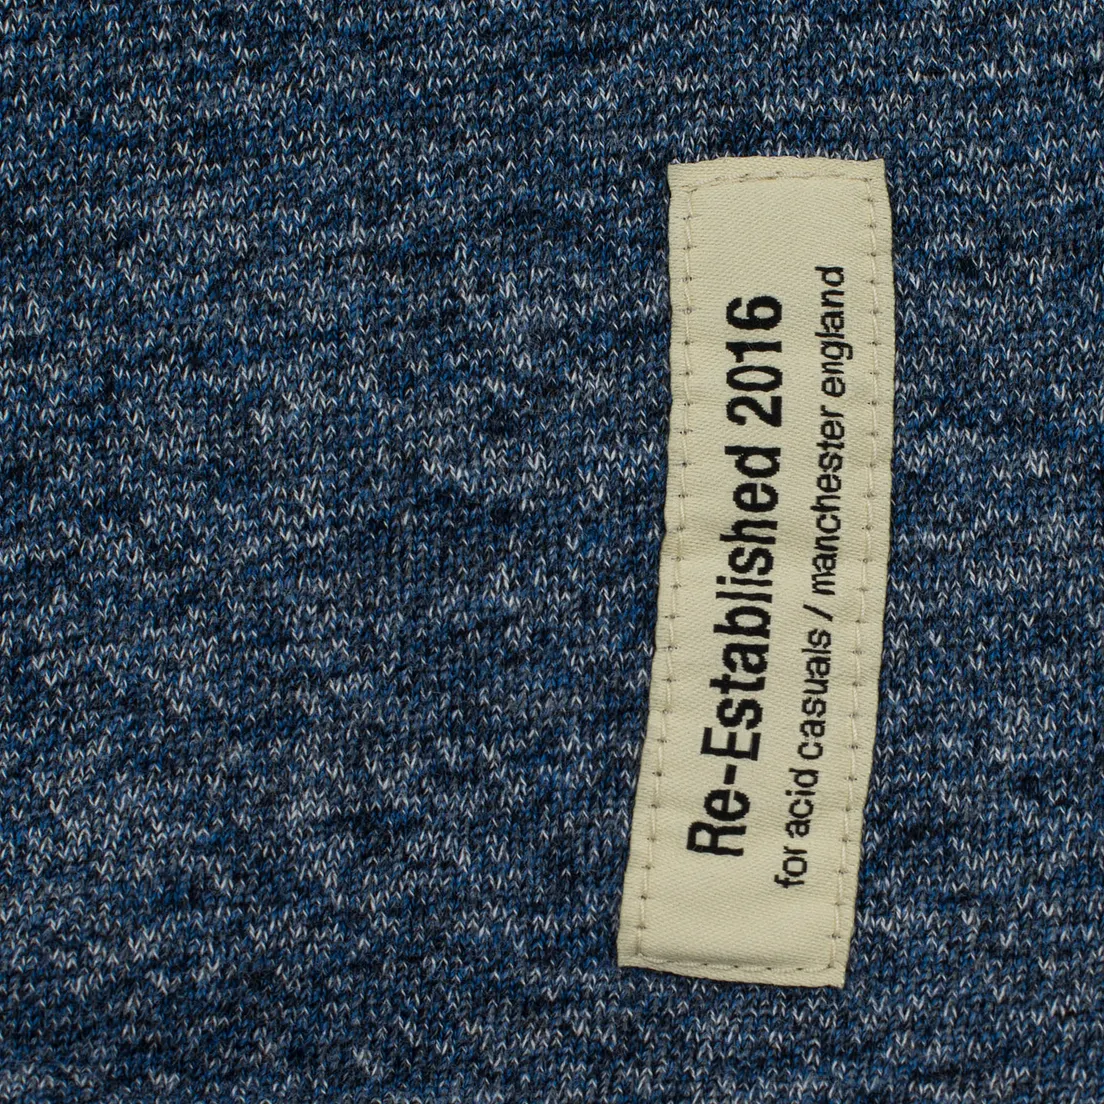 Re-Established 2016
for acid casuals / manchester england